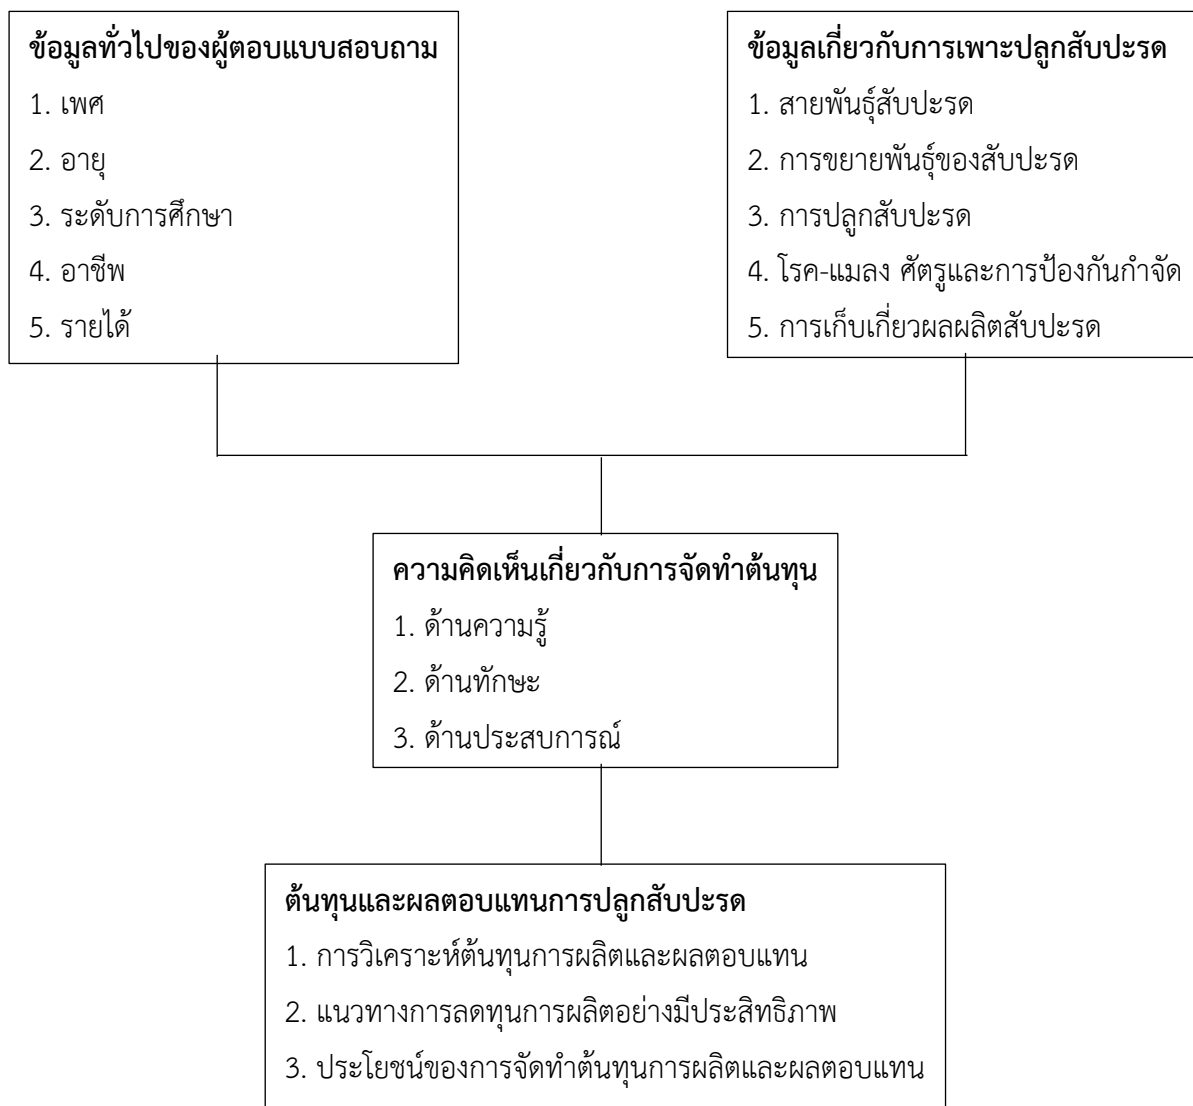 ข้อมูลทั่วไปของผู้ตอบแบบสอบถาม
1. เพศ
2. อายุ
3. ระดับการศึกษา
4. อาชีพ
5. รายได้
ข้อมูลเกี่ยวกับการเพาะปลูกสับปะรด
1. สายพันธุ์สับปะรด
2. การขยายพันธุ์ของสับปะรด
3. การปลูกสับปะรด
4. โรค-แมลง ศัตรูและการป้องกันกำจัด
5. การเก็บเกี่ยวผลผลิตสับปะรด
ความคิดเห็นเกี่ยวกับการจัดทำต้นทุน
1. ด้านความรู้
2. ด้านทักษะ
3. ด้านประสบการณ์
ต้นทุนและผลตอบแทนการปลูกสับปะรด
1. การวิเคราะห์ต้นทุนการผลิตและผลตอบแทน
2. แนวทางการลดทุนการผลิตอย่างมีประสิทธิภาพ
3. ประโยชน์ของการจัดทำต้นทุนการผลิตและผลตอบแทน